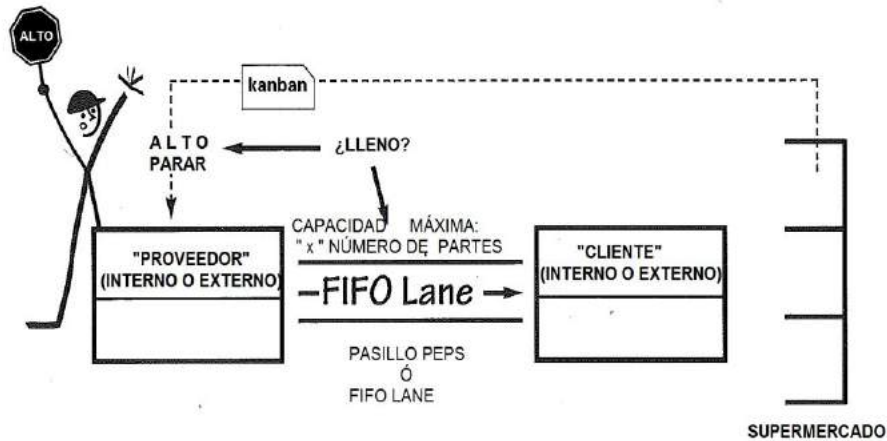 ALTO
kanban
ALTO
PARAR
¿LLENO?
CAPACIDAD MÁXIMA:
"x" NÚMERO DE PARTES
"PROVEEDOR"
(INTERNO O EXTERNO)
FIFO Lane
"CLIENTE"
(INTERNO O EXTERNO)
PASILLO PEPS
Ó
FIFO LANE
SUPERMERCADO